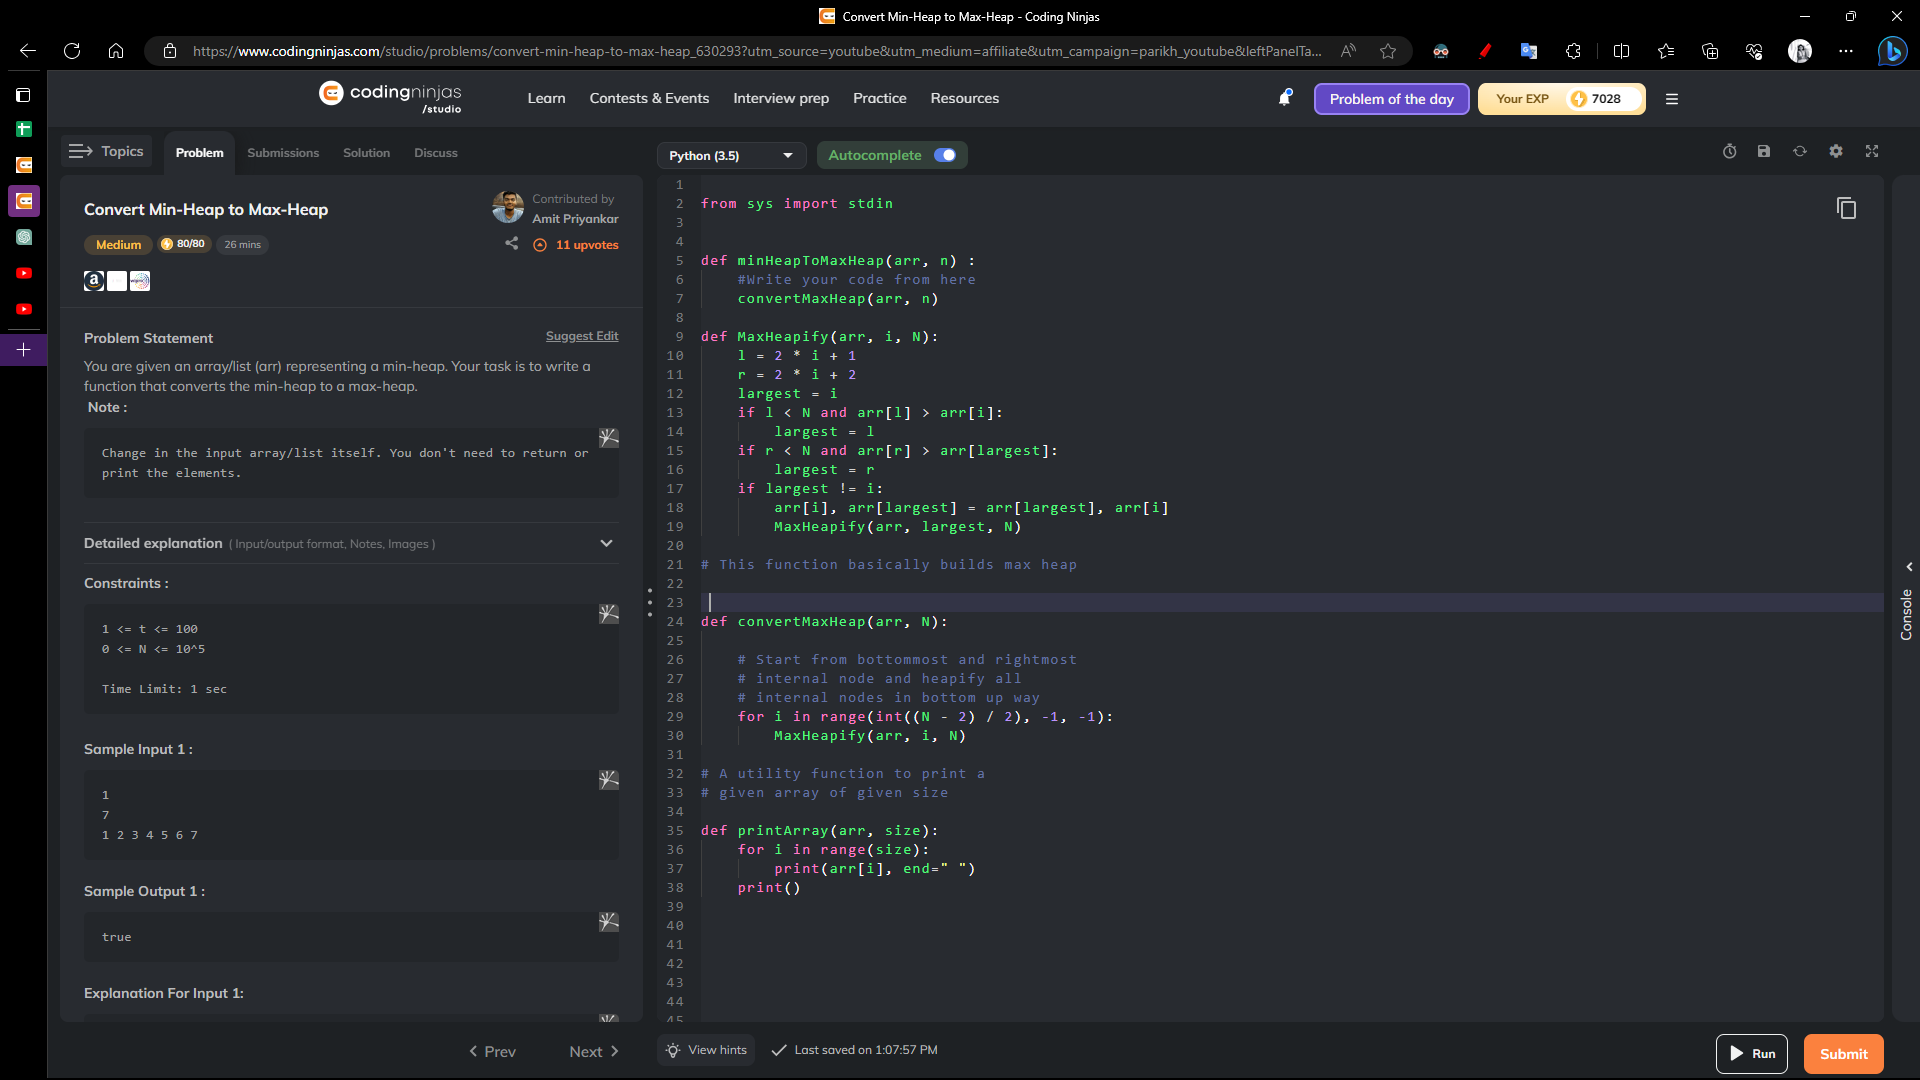 Convert Min-Heap to Max-Heap - Coding Ninjas
https://www.codingninjas.com/studio/problems/convert-min-heap-to-max-heap_630293?utm_source=youtube&utm_medium=affiliate&utm_campaign=parikh_youtube&leftPanelTa...
codingninjas
/studio
Learn
Contests & Events
Interview prep
Practice
Resources
Problem of the day
Your EXP
7028
Topics
Problem
Submissions
Solution
Discuss
Python (3.5)
Autocomplete
Convert Min-Heap to Max-Heap
Contributed by
Amit Priyankar
Medium
80/80
26 mins
11 upvotes
Problem Statement
Suggest Edit
You are given an array/list (arr) representing a min-heap. Your task is to write a
function that converts the min-heap to a max-heap.
Note :
Change in the input array/list itself. You don't need to return or
print the elements.
Detailed explanation ( Input/output format, Notes, Images )
Constraints :
1 <= t <= 100
0 <= N <= 10^5
Time Limit: 1 sec
Sample Input 1 :
1
7
1 2 3 4 5 6 7
Sample Output 1 :
true
Explanation For Input 1:
1
2 from sys import stdin
3
4
5 def minHeapToMaxHeap(arr, n) :
6 #Write your code from here
7 convertMaxHeap(arr, n)
8
9 def MaxHeapify(arr, i, N):
10 l = 2 * i + 1
11 r = 2 * i + 2
12 largest = i
13 if l < N and arr[l] > arr[i]:
14 largest = l
15 if r < N and arr[r] > arr[largest]:
16 largest = r
17 if largest != i:
18 arr[i], arr[largest] = arr[largest], arr[i]
19 MaxHeapify(arr, largest, N)
20
21 # This function basically builds max heap
22
23
24 def convertMaxHeap(arr, N):
25
26 # Start from bottommost and rightmost
27 # internal node and heapify all
28 # internal nodes in bottom up way
29 for i in range(int((N - 2) / 2), -1, -1):
30 MaxHeapify(arr, i, N)
31
32 # A utility function to print a
33 # given array of given size
34
35 def printArray(arr, size):
36 for i in range(size):
37 print(arr[i], end=" ")
38 print()
39
40
41
42
43
44
45
Console
Prev
Next
View hints
Last saved on 1:07:57 PM
Run
Submit